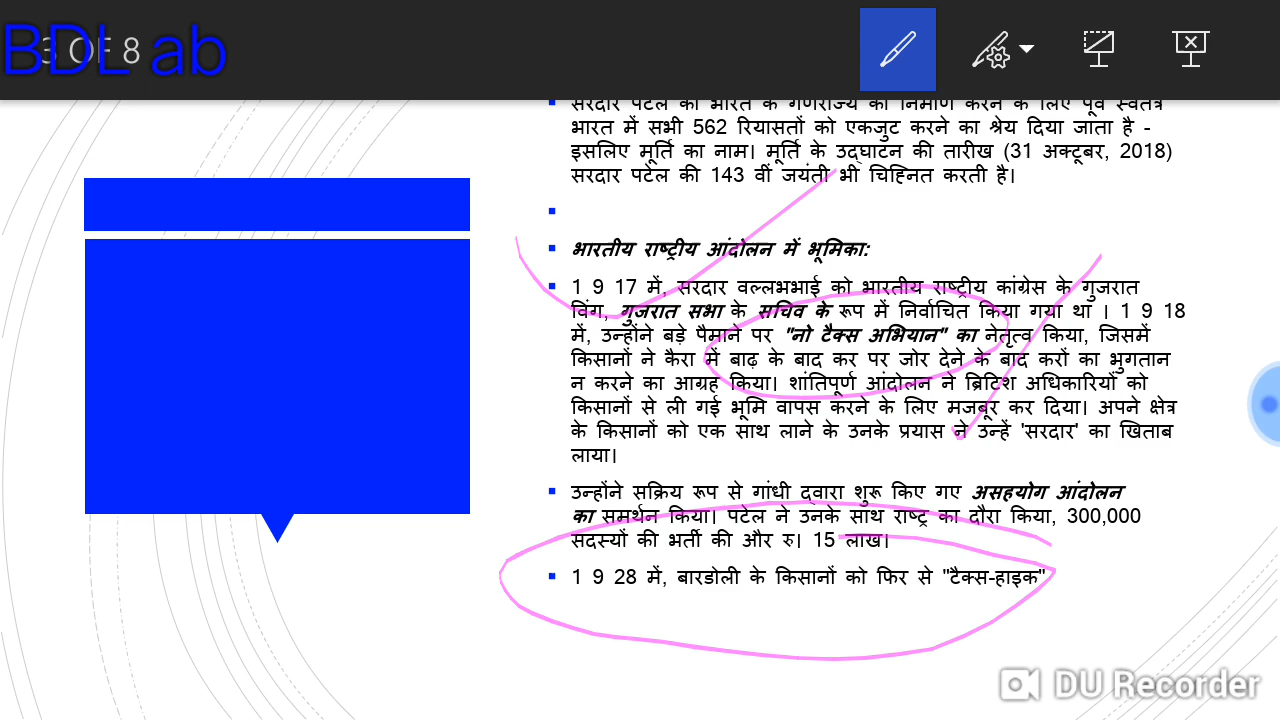 BDL ab
3 OF 8
सरदार पटेल को भारत के गणराज्य का निर्माण करने के लिए पूर्व स्वतंत्र
भारत में सभी 562 रियासतों को एकजुट करने का श्रेय दिया जाता है -
इसलिए मूर्ति का नाम। मूर्ति के उद्घाटन की तारीख (31 अक्टूबर, 2018)
सरदार पटेल की 143 वीं जयंती भी चिह्नित करती है।
भारतीय राष्ट्रीय आंदोलन में भूमिका:
1 9 17 में, सरदार वल्लभभाई को भारतीय राष्ट्रीय कांग्रेस के गुजरात
विंग, गुजरात सभा के सचिव के रूप में निर्वाचित किया गया था । 1 9 18
में, उन्होंने बड़े पैमाने पर "नो टैक्स अभियान" का नेतृत्व किया, जिसमें
किसानों ने कैरा में बाढ़ के बाद कर पर जोर देने के बाद करों का भुगतान
न करने का आग्रह किया। शांतिपूर्ण आंदोलन ने ब्रिटिश अधिकारियों को
किसानों से ली गई भूमि वापस करने के लिए मजबूर कर दिया। अपने क्षेत्र
के किसानों को एक साथ लाने के उनके प्रयास ने उन्हें 'सरदार' का खिताब
लाया।
उन्होंने सक्रिय रूप से गांधी द्वारा शुरू किए गए असहयोग आंदोलन
का समर्थन किया। पटेल ने उनके साथ राष्ट्र का दौरा किया, 300,000
सदस्यों की भर्ती की और रु। 15 लाख।
1 9 28 में, बारडोली के किसानों को फिर से "टैक्स-हाइक"
DU Recorder